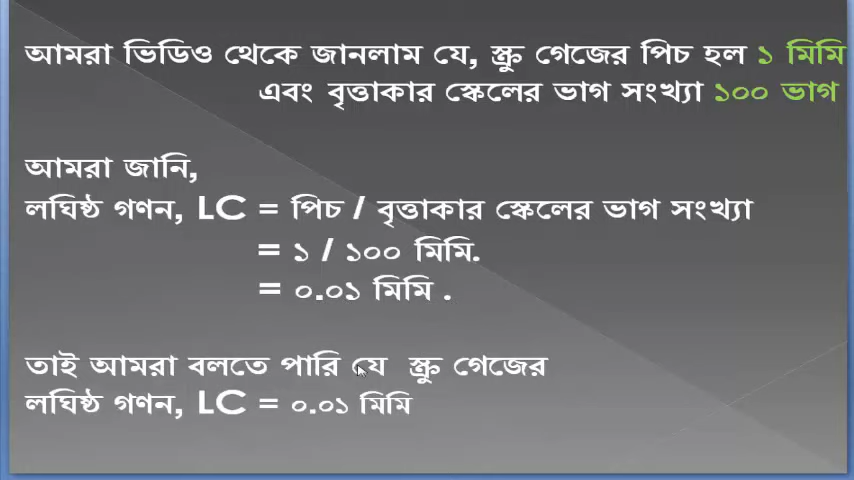 আমরা ভিডিও থেকে জানলাম যে, স্ক্রু গেজের পিচ হল ১ মিমি
এবং বৃত্তাকার স্কেলের ভাগ সংখ্যা ১০০ ভাগ
আমরা জানি,
লঘিষ্ঠ গণন, LC = পিচ / বৃত্তাকার স্কেলের ভাগ সংখ্যা
= ১ / ১০০ মিমি.
= ০.০১ মিমি .
তাই আমরা বলতে পারি যে স্ক্রু গেজের
লঘিষ্ঠ গণন, LC = ০.০১ মিমি